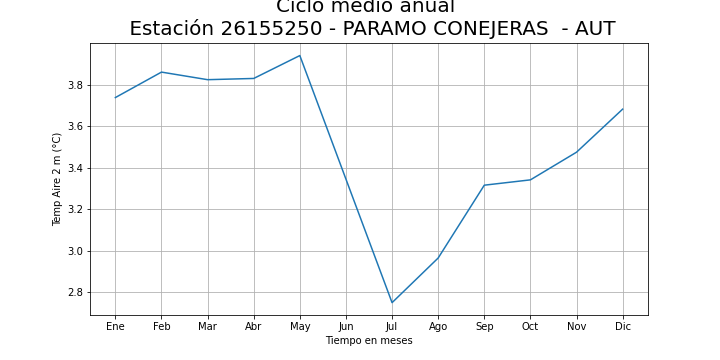 Ciclo medio anual
Estación 26155250 - PARAMO CONEJERAS  - AUT
Temp Aire 2 m (°C)
3.8
3.6
3.4
3.2
3.0
2.8
Ene Feb Mar Abr May Jun Jul Ago Sep Oct Nov Dic
Tiempo en meses